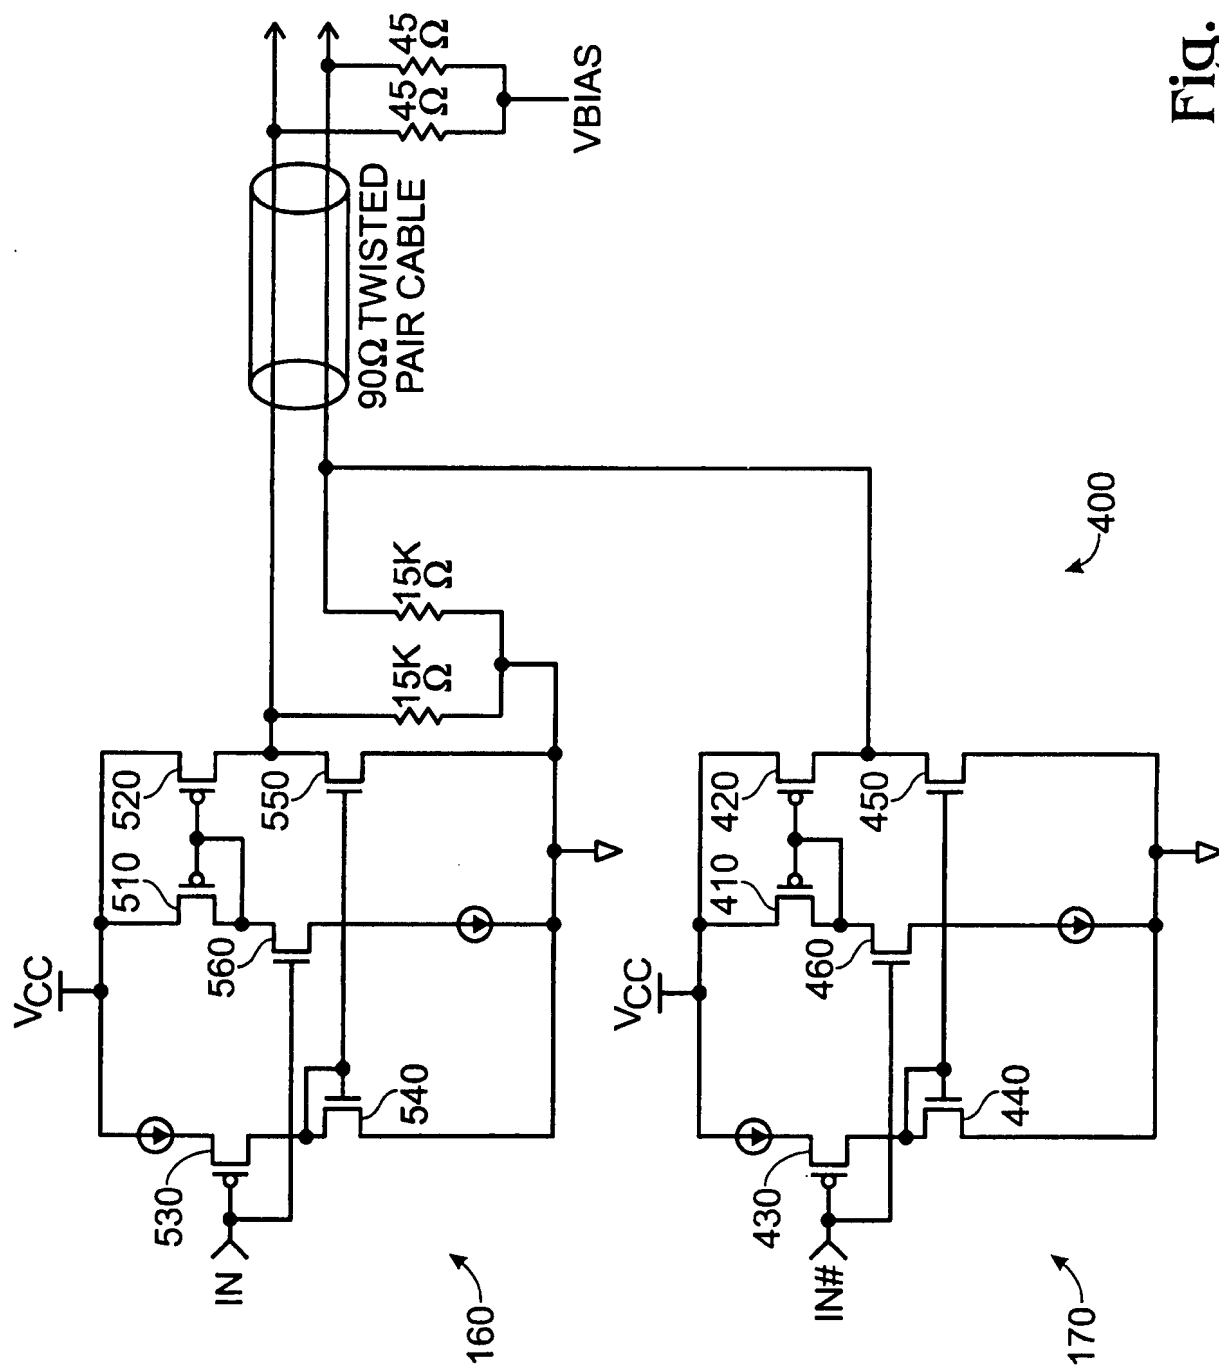 VCC
510
520
530
560
540
550
IN
160
15K
Ω
15K
Ω
90Ω TWISTED
PAIR CABLE
45
Ω
45
Ω
VBIAS
VCC
410
420
430
460
440
450
IN#
170
400
Fig.